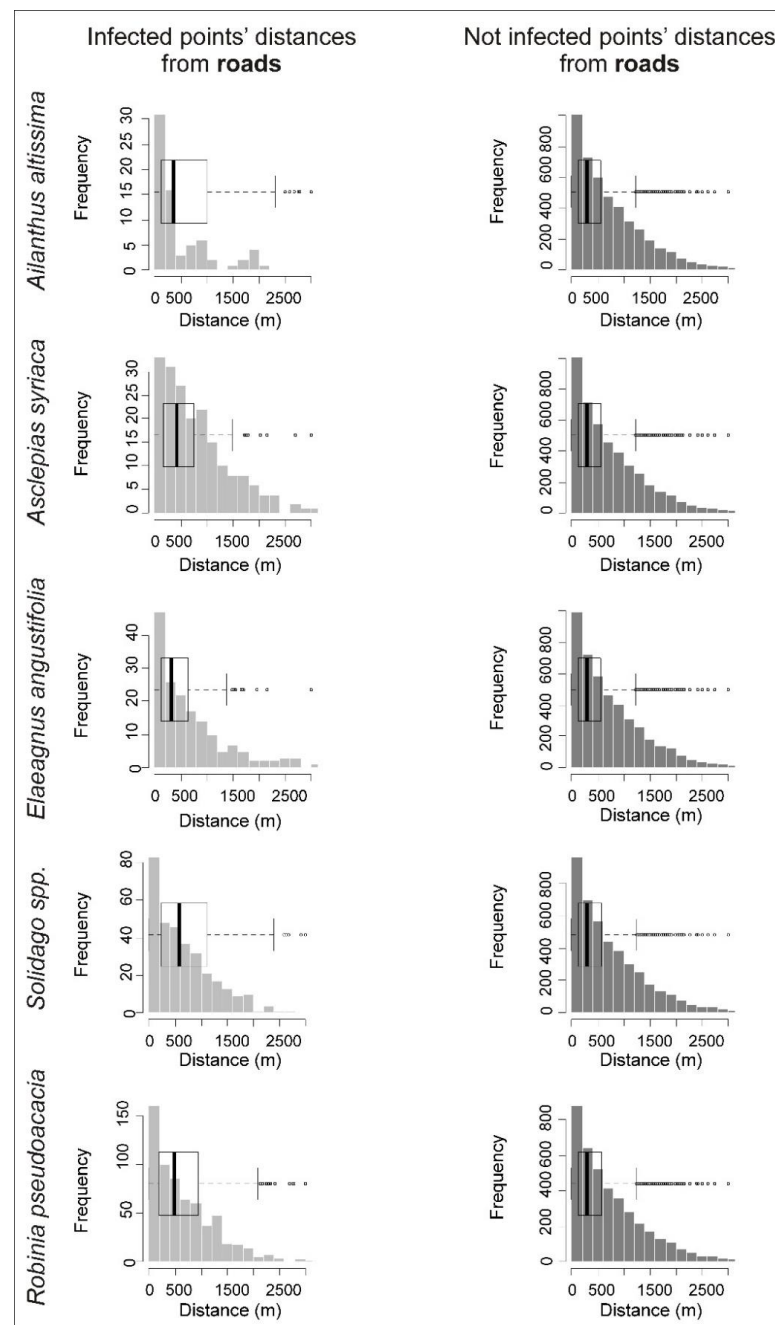 Infected points' distances
from roads
Not infected points' distances
from roads
Ailanthus altissima
Frequency
0 5 10 15 20 25 30
0 500 1500 2500
Distance (m)
Frequency
0 200 400 600 800
0 500 1500 2500
Distance (m)
Asclepias syriaca
Frequency
0 5 10 15 20 25 30
0 500 1500 2500
Distance (m)
Frequency
0 200 400 600 800
0 500 1500 2500
Distance (m)
Elaeagnus angustifolia
Frequency
0 10 20 30 40
0 500 1500 2500
Distance (m)
Frequency
0 200 400 600 800
0 500 1500 2500
Distance (m)
Solidago spp.
Frequency
0 20 40 60 80
0 500 1500 2500
Distance (m)
Frequency
0 200 400 600 800
0 500 1500 2500
Distance (m)
Robinia pseudoacacia
Frequency
0 50 100 150
0 500 1500 2500
Distance (m)
Frequency
0 200 400 600 800
0 500 1500 2500
Distance (m)